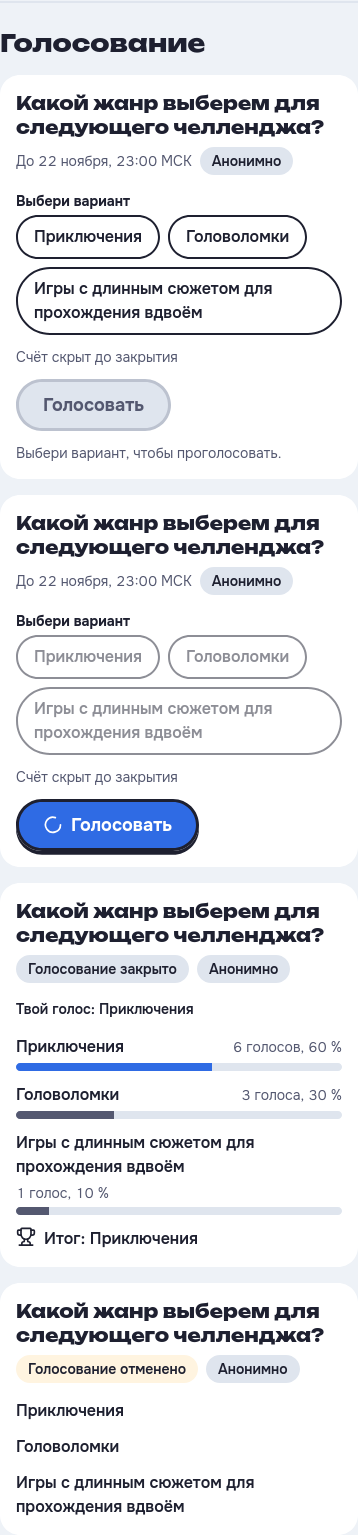 Голосование
Какой жанр выберем для
следующего челленджа?
До 22 ноября, 23:00 МСК Анонимно
Выбери вариант
Приключения Головоломки
Игры с длинным сюжетом для
прохождения вдвоём
Счёт скрыт до закрытия
Голосовать
Выбери вариант, чтобы проголосовать.
Какой жанр выберем для
следующего челленджа?
До 22 ноября, 23:00 МСК Анонимно
Выбери вариант
Приключения Головоломки
Игры с длинным сюжетом для
прохождения вдвоём
Счёт скрыт до закрытия
Голосовать
Какой жанр выберем для
следующего челленджа?
Голосование закрыто Анонимно
Твой голос: Приключения
Приключения 6 голосов, 60 %
Головоломки 3 голоса, 30 %
Игры с длинным сюжетом для
прохождения вдвоём
1 голос, 10 %
Итог: Приключения
Какой жанр выберем для
следующего челленджа?
Голосование отменено Анонимно
Приключения
Головоломки
Игры с длинным сюжетом для
прохождения вдвоём